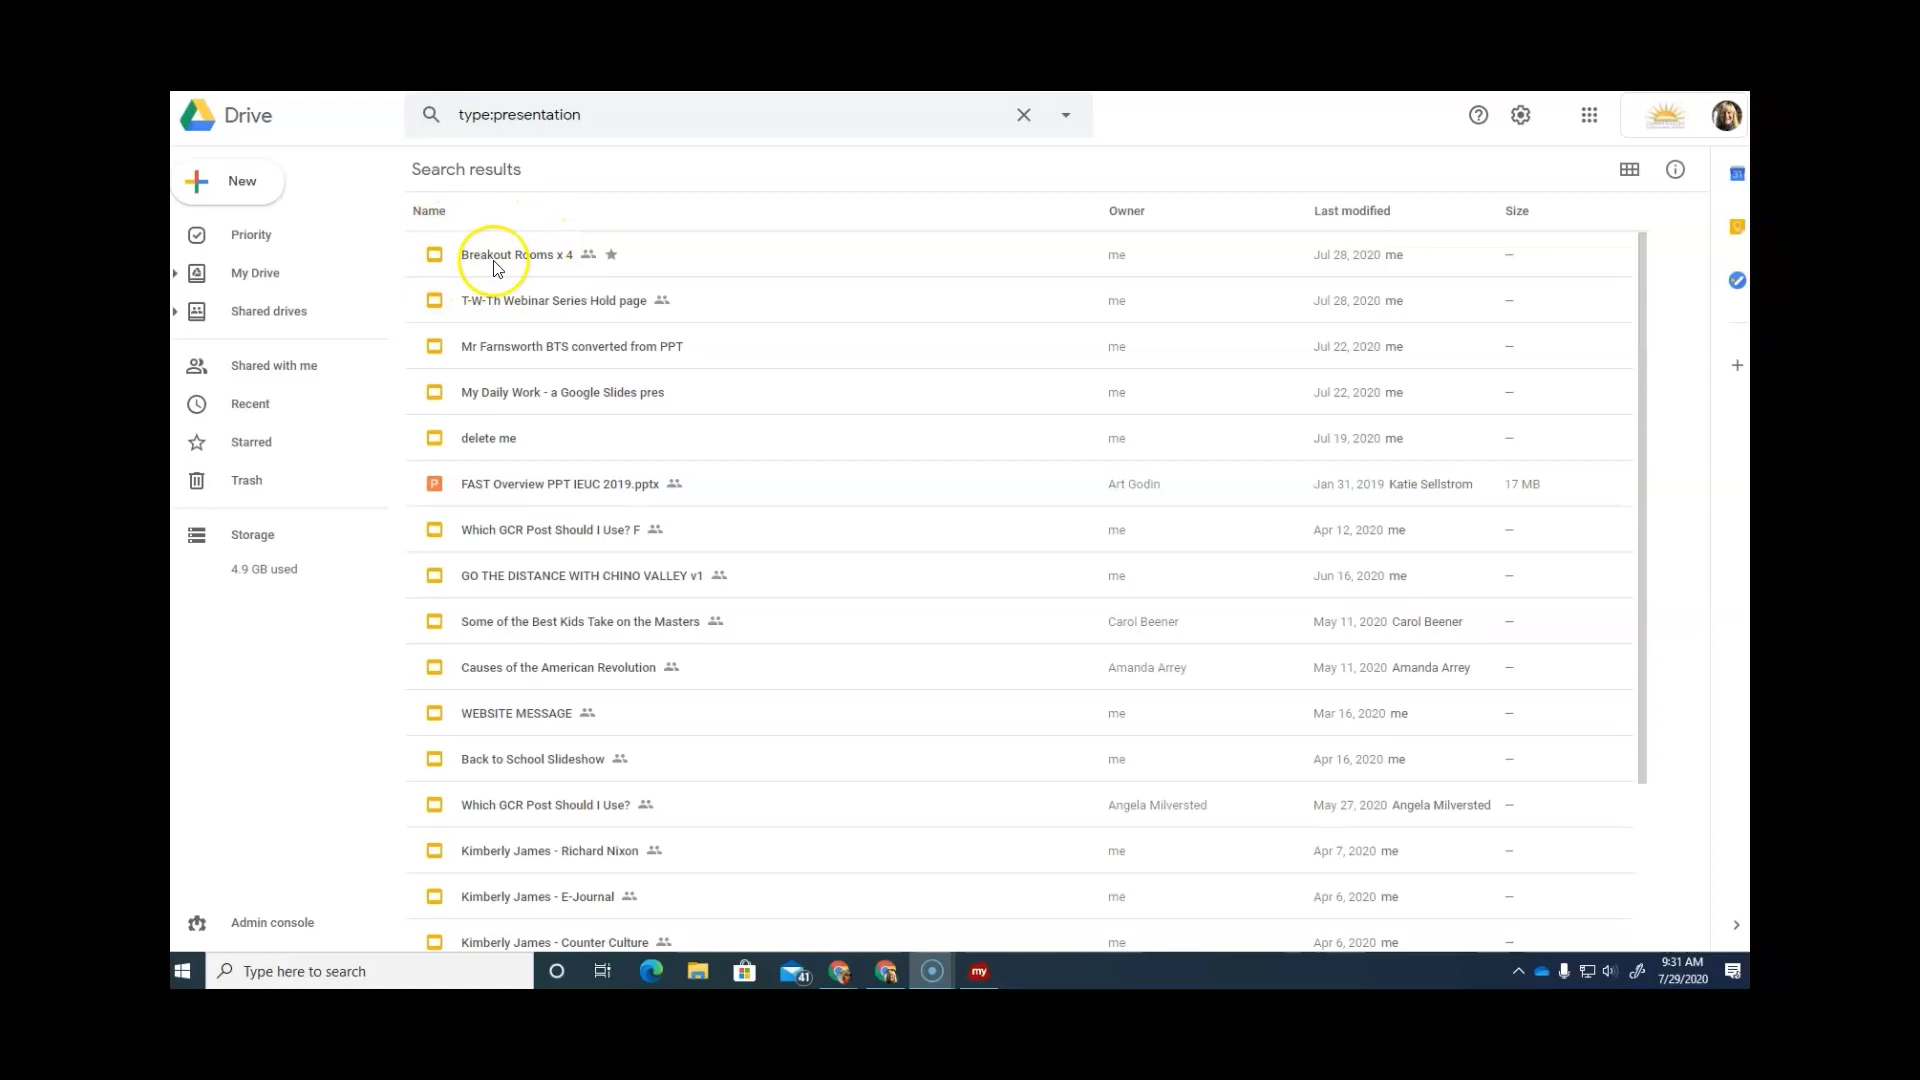 Drive
type:presentation
New
Search results
Name Owner Last modified Size
Priority
My Drive
Shared drives
Shared with me
Recent
Starred
Trash
Storage
4.9 GB used
Admin console
Breakout Rooms x 4 me Jul 28, 2020 me –
T-W-Th Webinar Series Hold page me Jul 28, 2020 me –
Mr Farnsworth BTS converted from PPT me Jul 22, 2020 me –
My Daily Work - a Google Slides pres me Jul 22, 2020 me –
delete me me Jul 19, 2020 me –
P FAST Overview PPT IEUC 2019.pptx Art Godin Jan 31, 2019 Katie Sellstrom 17 MB
Which GCR Post Should I Use? F me Apr 12, 2020 me –
GO THE DISTANCE WITH CHINO VALLEY v1 me Jun 16, 2020 me –
Some of the Best Kids Take on the Masters Carol Beener May 11, 2020 Carol Beener –
Causes of the American Revolution Amanda Arrey May 11, 2020 Amanda Arrey –
WEBSITE MESSAGE me Mar 16, 2020 me –
Back to School Slideshow me Apr 16, 2020 me –
Which GCR Post Should I Use? Angela Milversted May 27, 2020 Angela Milversted –
Kimberly James - Richard Nixon me Apr 7, 2020 me –
Kimberly James - E-Journal me Apr 6, 2020 me –
Kimberly James - Counter Culture me Apr 6, 2020 me –
31
Type here to search
41
my
9:31 AM
7/29/2020